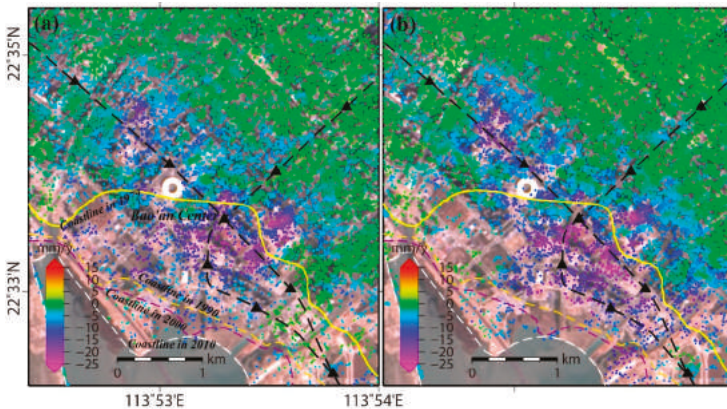 (a)
(b)
22°35'N
Coastline in 19
Bao'an Center
mm/y
mm/y
15
10
5
0
-5
-10
-15
-20
-25
15
10
5
0
-5
-10
-15
-20
-25
22°33'N
Coastline in 1990
Coastline in 2000
Coastline in 2010
0
1
km
0
1
km
113°53'E
113°54'E